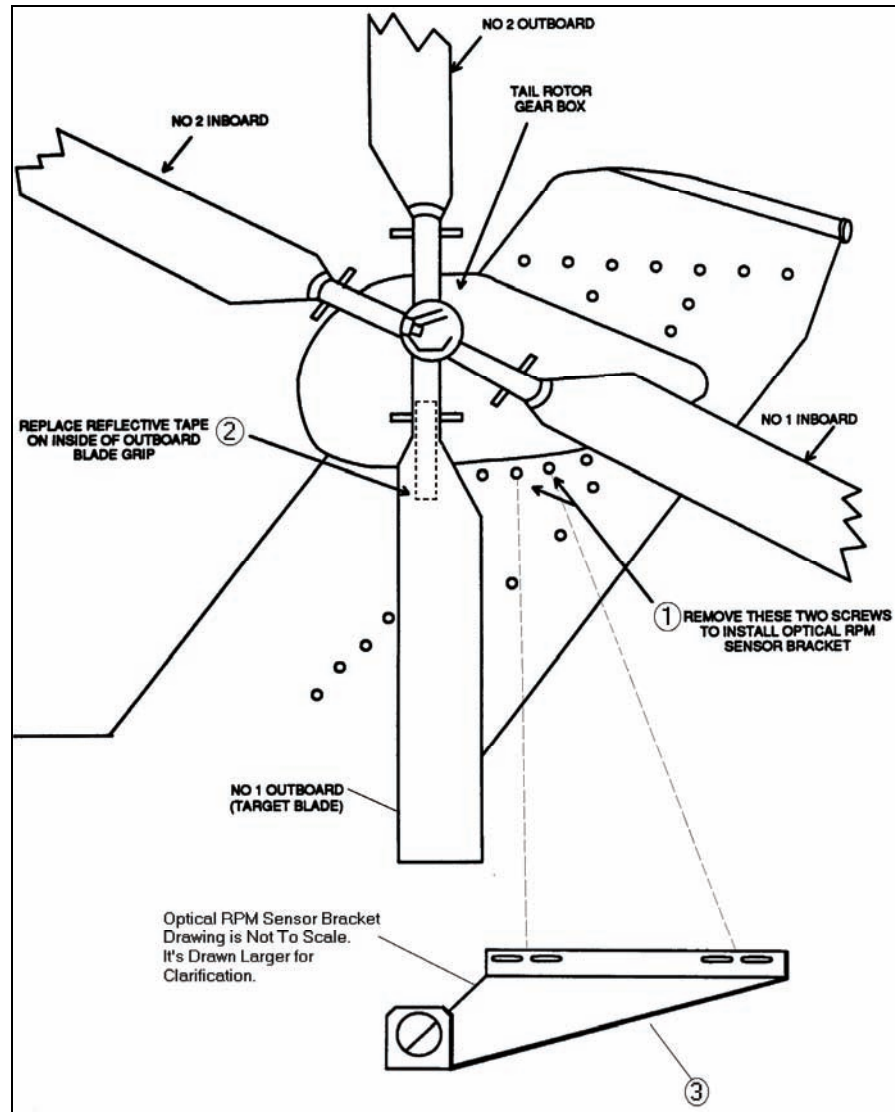 NO 2 OUTBOARD
TAIL ROTOR
GEAR BOX
NO 2 INBOARD
NO 1 INBOARD
REPLACE REFLECTIVE TAPE
ON INSIDE OF OUTBOARD
BLADE GRIP
2
1 REMOVE THESE TWO SCREWS
TO INSTALL OPTICAL RPM
SENSOR BRACKET
NO 1 OUTBOARD
(TARGET BLADE)
Optical RPM Sensor Bracket
Drawing is Not To Scale.
It's Drawn Larger for
Clarification.
3